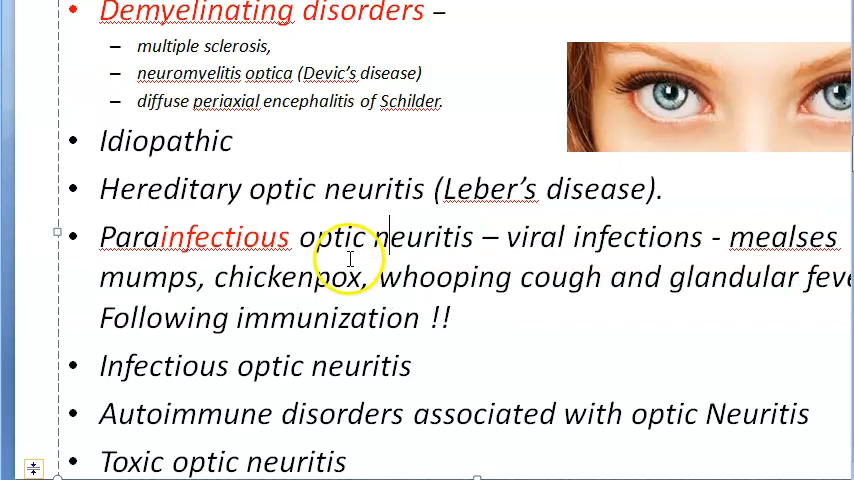 • Demyelinating disorders –
– multiple sclerosis,
– neuromyelitis optica (Devic's disease)
– diffuse periaxial encephalitis of Schilder.
• Idiopathic
• Hereditary optic neuritis (Leber's disease).
• Parainfectious optic neuritis – viral infections - mealses
mumps, chickenpox, whooping cough and glandular feve
Following immunization !!
• Infectious optic neuritis
• Autoimmune disorders associated with optic Neuritis
• Toxic optic neuritis